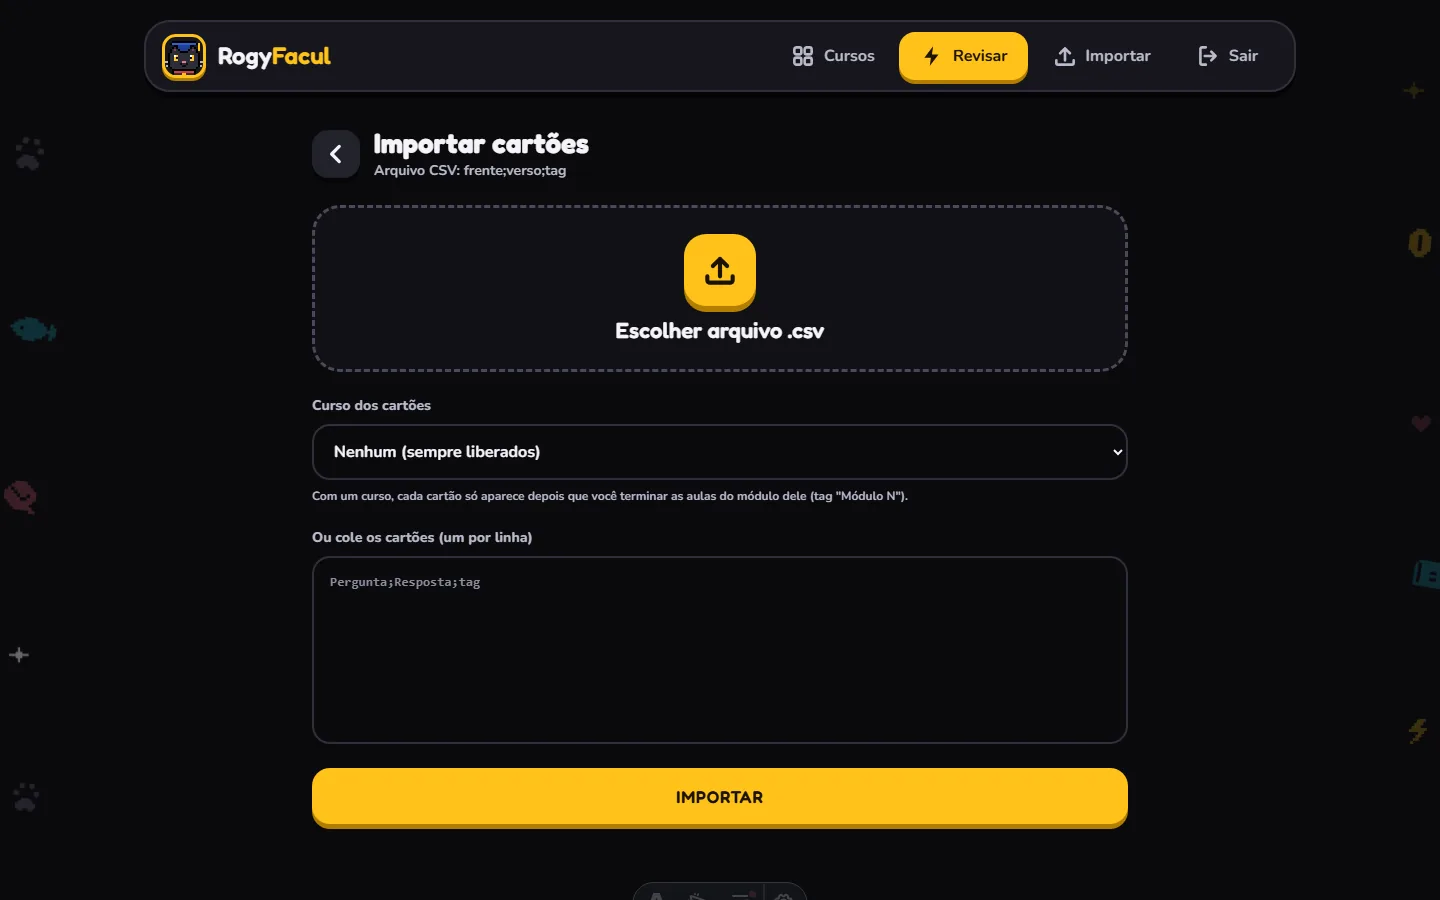 RogyFacul
Cursos
Revisar
Importar
Sair
Importar cartões
Arquivo CSV: frente;verso;tag
Escolher arquivo .csv
Curso dos cartões
Nenhum (sempre liberados)
Com um curso, cada cartão só aparece depois que você terminar as aulas do módulo dele (tag "Módulo N").
Ou cole os cartões (um por linha)
Pergunta;Resposta;tag
IMPORTAR